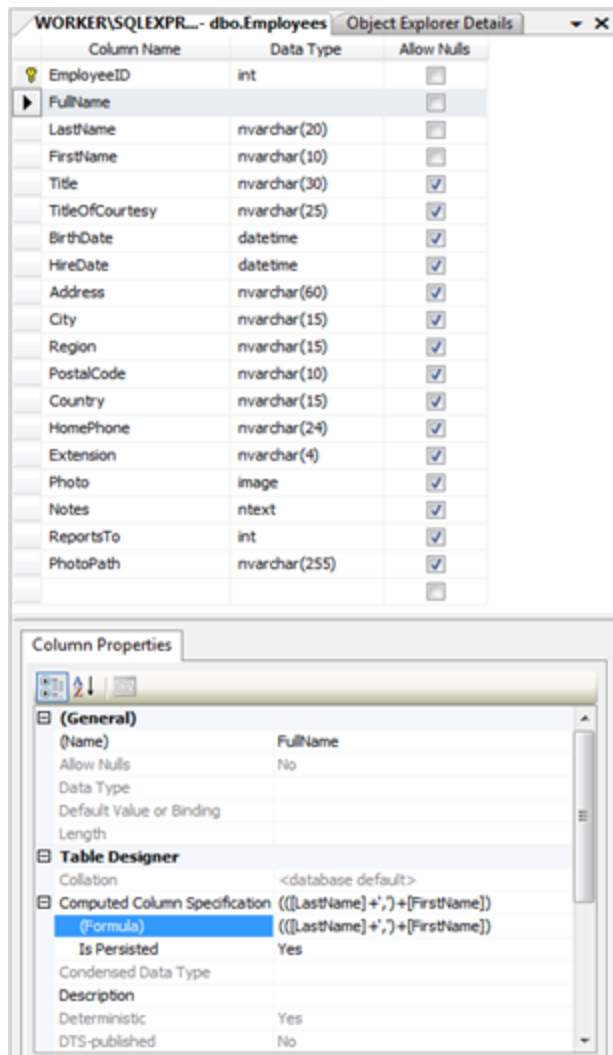 WORKER\SQLEXPR...- dbo.Employees Object Explorer Details
Column Name Data Type Allow Nulls
EmployeeID int
FullName
LastName nvarchar(20)
FirstName nvarchar(10)
Title nvarchar(30)
TitleOfCourtesy nvarchar(25)
BirthDate datetime
HireDate datetime
Address nvarchar(60)
City nvarchar(15)
Region nvarchar(15)
PostalCode nvarchar(10)
Country nvarchar(15)
HomePhone nvarchar(24)
Extension nvarchar(4)
Photo image
Notes ntext
ReportsTo int
PhotoPath nvarchar(255)
Column Properties
(General)
(Name) FullName
Allow Nulls No
Data Type
Default Value or Binding
Length
Table Designer
Collation <database default>
Computed Column Specification (([LastName]+',')+[FirstName])
(Formula) (([LastName]+',')+[FirstName])
Is Persisted Yes
Condensed Data Type
Description
Deterministic Yes
DTS-published No